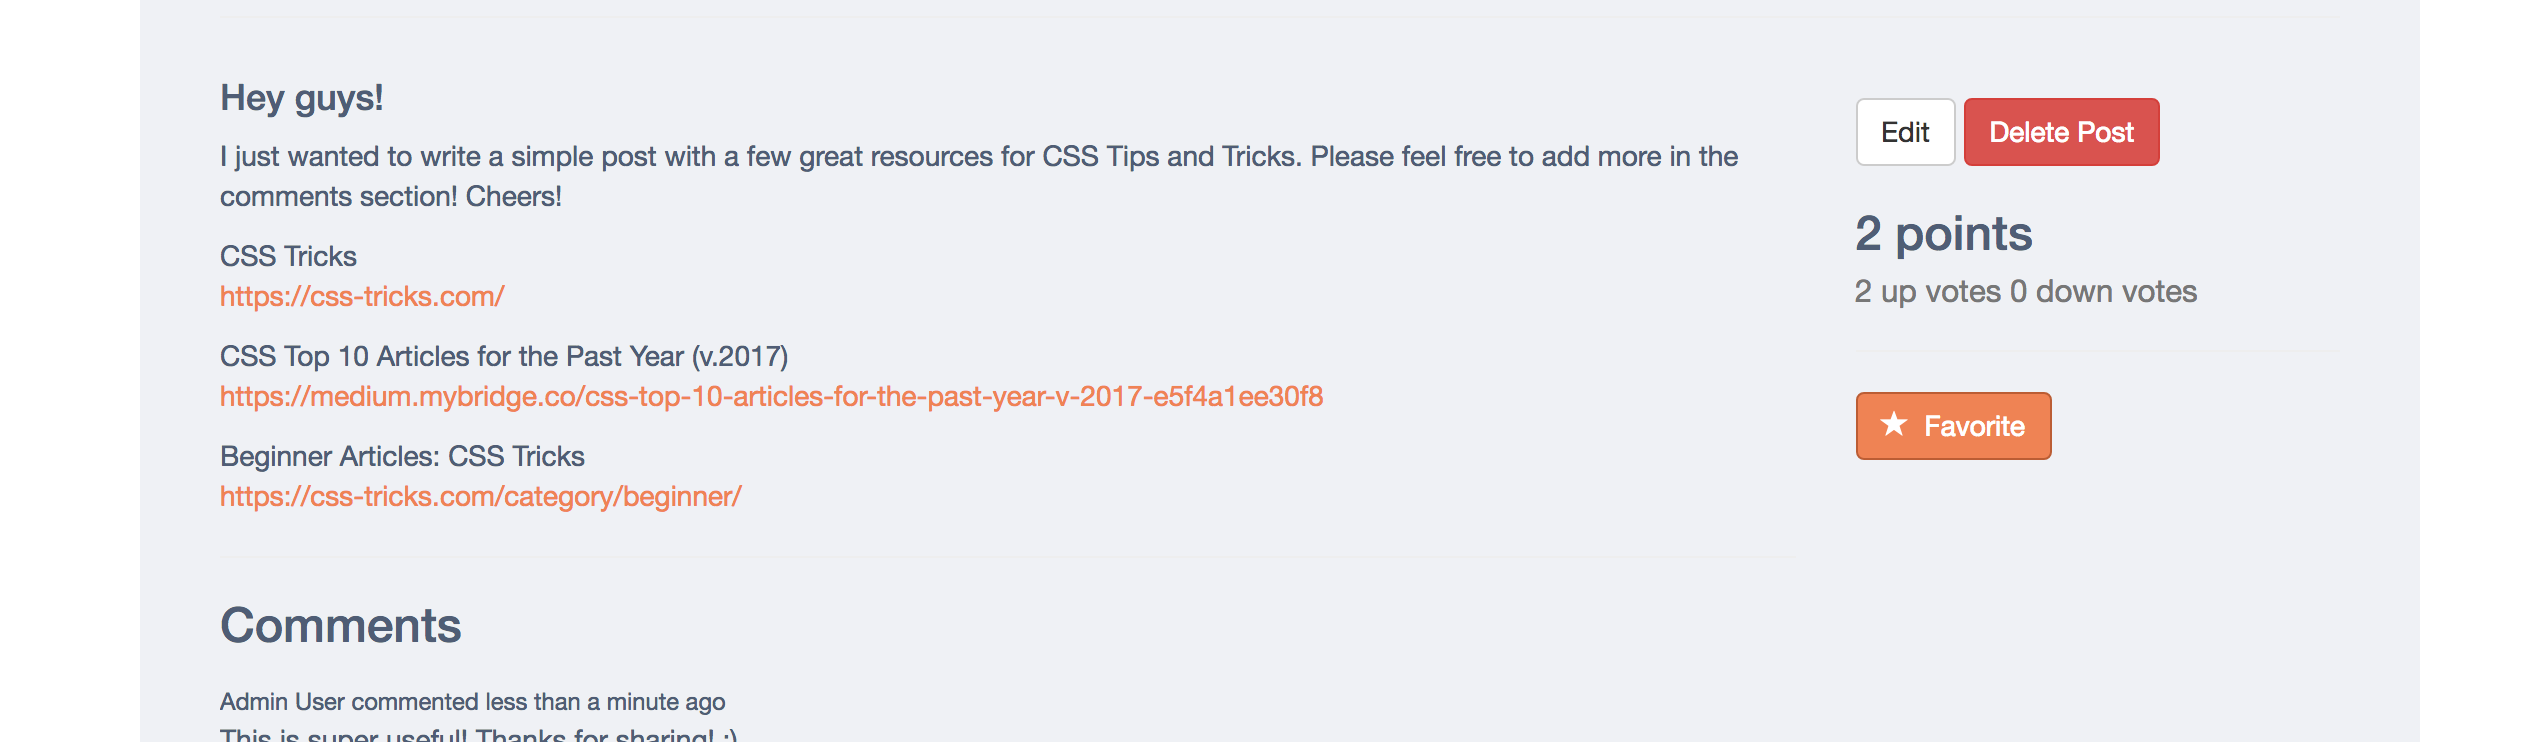 Hey guys!
I just wanted to write a simple post with a few great resources for CSS Tips and Tricks. Please feel free to add more in the
comments section! Cheers!
CSS Tricks
https://css-tricks.com/
CSS Top 10 Articles for the Past Year (v.2017)
https://medium.mybridge.co/css-top-10-articles-for-the-past-year-v-2017-e5f4a1ee30f8
Beginner Articles: CSS Tricks
https://css-tricks.com/category/beginner/
Comments
Admin User commented less than a minute ago
This is super useful! Thanks for sharing! :)
Edit
Delete Post
2 points
2 up votes 0 down votes
Favorite